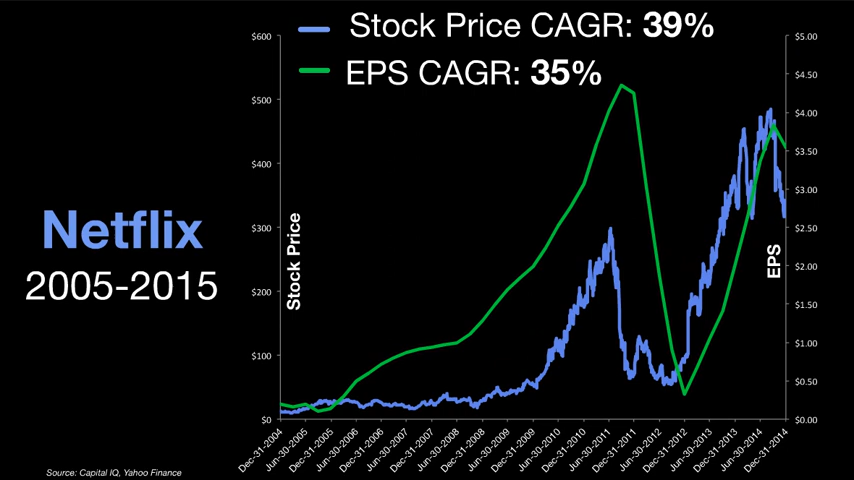 Stock Price CAGR: 39%
EPS CAGR: 35%
Netflix
2005-2015
Stock Price
EPS
$600
$500
$400
$300
$200
$100
$0
$5.00
$4.50
$4.00
$3.50
$3.00
$2.50
$2.00
$1.50
$1.00
$0.50
$0.00
Dec-31-2004
Jun-30-2005
Dec-31-2005
Jun-30-2006
Dec-31-2006
Jun-30-2007
Dec-31-2007
Jun-30-2008
Dec-31-2008
Jun-30-2009
Dec-31-2009
Jun-30-2010
Dec-31-2010
Jun-30-2011
Dec-31-2011
Jun-30-2012
Dec-31-2012
Jun-30-2013
Dec-31-2013
Jun-30-2014
Dec-31-2014
Source: Capital IQ, Yahoo Finance